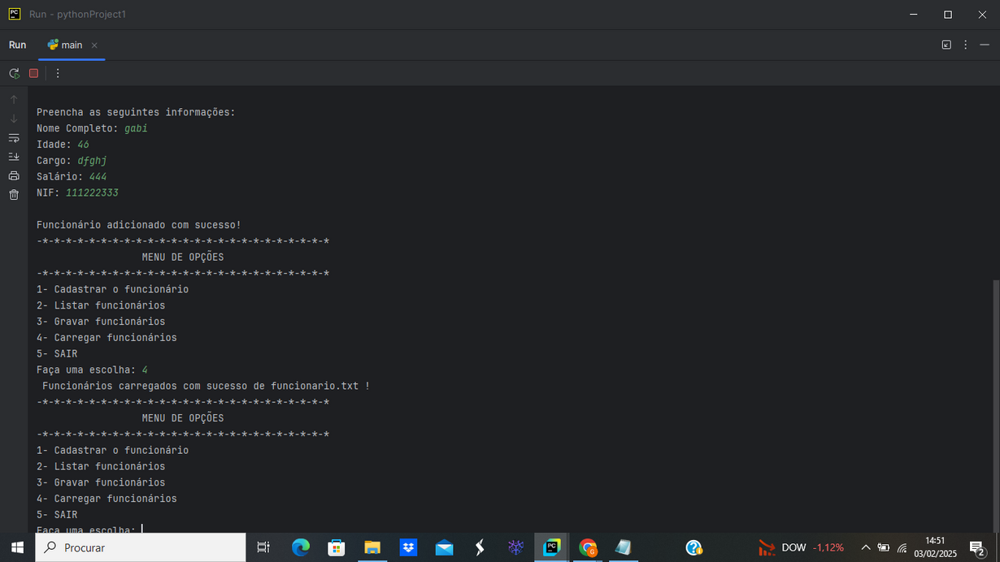 Run - pythonProject1
Run main
Preencha as seguintes informações:
Nome Completo: gabi
Idade: 46
Cargo: dfghj
Salário: 444
NIF: 111222333
Funcionário adicionado com sucesso!
-*-*-*-*-*-*-*-*-*-*-*-*-*-*-*-*-*-*-*-*-*-*-*-*-*
MENU DE OPÇÕES
-*-*-*-*-*-*-*-*-*-*-*-*-*-*-*-*-*-*-*-*-*-*-*-*-*
1- Cadastrar o funcionário
2- Listar funcionários
3- Gravar funcionários
4- Carregar funcionários
5- SAIR
Faça uma escolha: 4
Funcionários carregados com sucesso de funcionario.txt !
-*-*-*-*-*-*-*-*-*-*-*-*-*-*-*-*-*-*-*-*-*-*-*-*-*
MENU DE OPÇÕES
-*-*-*-*-*-*-*-*-*-*-*-*-*-*-*-*-*-*-*-*-*-*-*-*-*
1- Cadastrar o funcionário
2- Listar funcionários
3- Gravar funcionários
4- Carregar funcionários
5- SAIR
Faça uma escolha:
Procurar
DOW -1,12%
14:51
03/02/2025
2